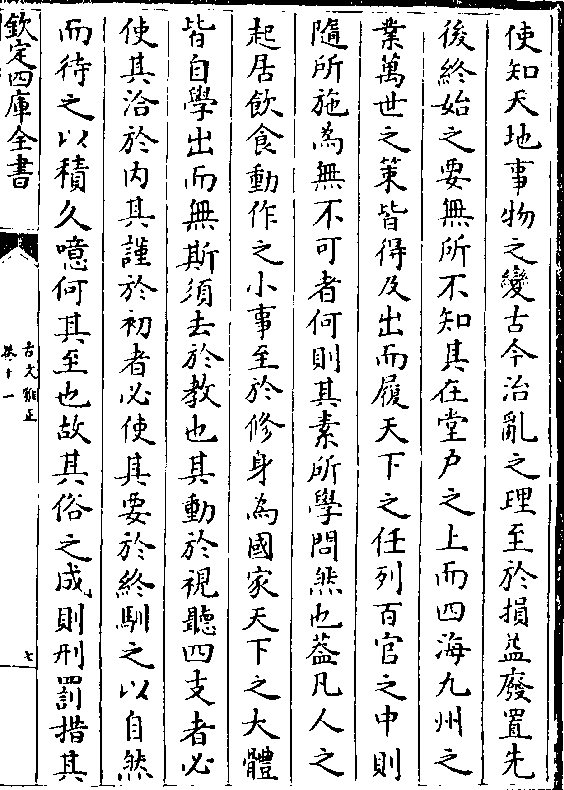 使知天地事物之變古今治亂之理至於損益廢置先
後終始之要無所不知其在堂戶之上而四海九州之
業萬世之策皆得及出而履天下之任列百官之中則
隨所施為無不可者何則其素所學問然也葢凡人之
起居飲食動作之小事至於修身為國家天下之大體
皆自學出而無斯須去於教也其動於視聽四支者必
使其洽於內其謹於初者必使其要於終馴之以自然
而待之以積久噫何其至也故其俗之成則刑罰措其
欽定四庫全書
古文雅正
卷十一
七